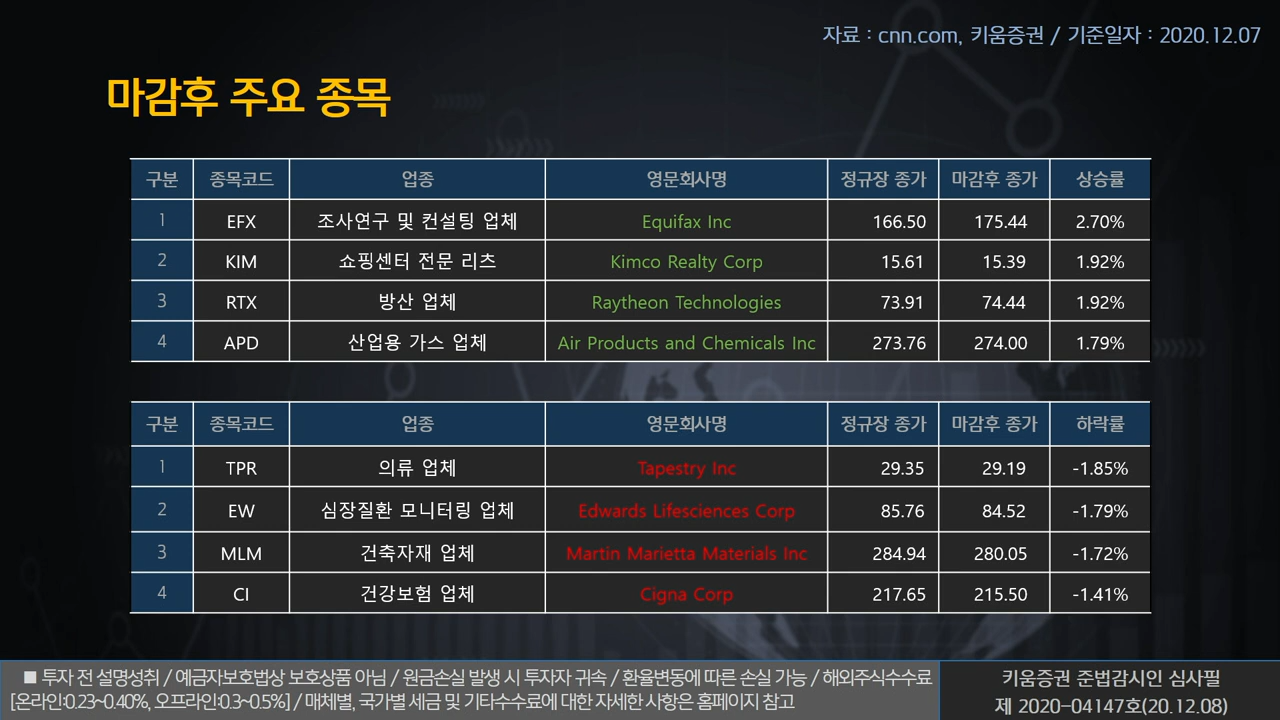 자료 : cnn.com, 키움증권 / 기준일자 : 2020.12.07
마감후 주요 종목
구분 종목코드 업종 영문회사명 정규장 종가 마감후 종가 상승률
1 EFX 조사연구 및 컨설팅 업체 Equifax Inc 166.50 175.44 2.70%
2 KIM 쇼핑센터 전문 리츠 Kimco Realty Corp 15.61 15.39 1.92%
3 RTX 방산 업체 Raytheon Technologies 73.91 74.44 1.92%
4 APD 산업용 가스 업체 Air Products and Chemicals Inc 273.76 274.00 1.79%
구분 종목코드 업종 영문회사명 정규장 종가 마감후 종가 하락률
1 TPR 의류 업체 Tapestry Inc 29.35 29.19 -1.85%
2 EW 심장질환 모니터링 업체 Edwards Lifesciences Corp 85.76 84.52 -1.79%
3 MLM 건축자재 업체 Martin Marietta Materials Inc 284.94 280.05 -1.72%
4 CI 건강보험 업체 Cigna Corp 217.65 215.50 -1.41%
■ 투자 전 설명성취 / 예금자보호법상 보호상품 아님 / 원금손실 발생 시 투자자 귀속 / 환율변동에 따른 손실 가능 / 해외주식수수료
[온라인:0.23~0.40%, 오프라인:0.3~0.5%] / 매체별, 국가별 세금 및 기타수수료에 대한 자세한 사항은 홈페이지 참고
키움증권 준법감시인 심사필
제 2020-04147호(20.12.08)